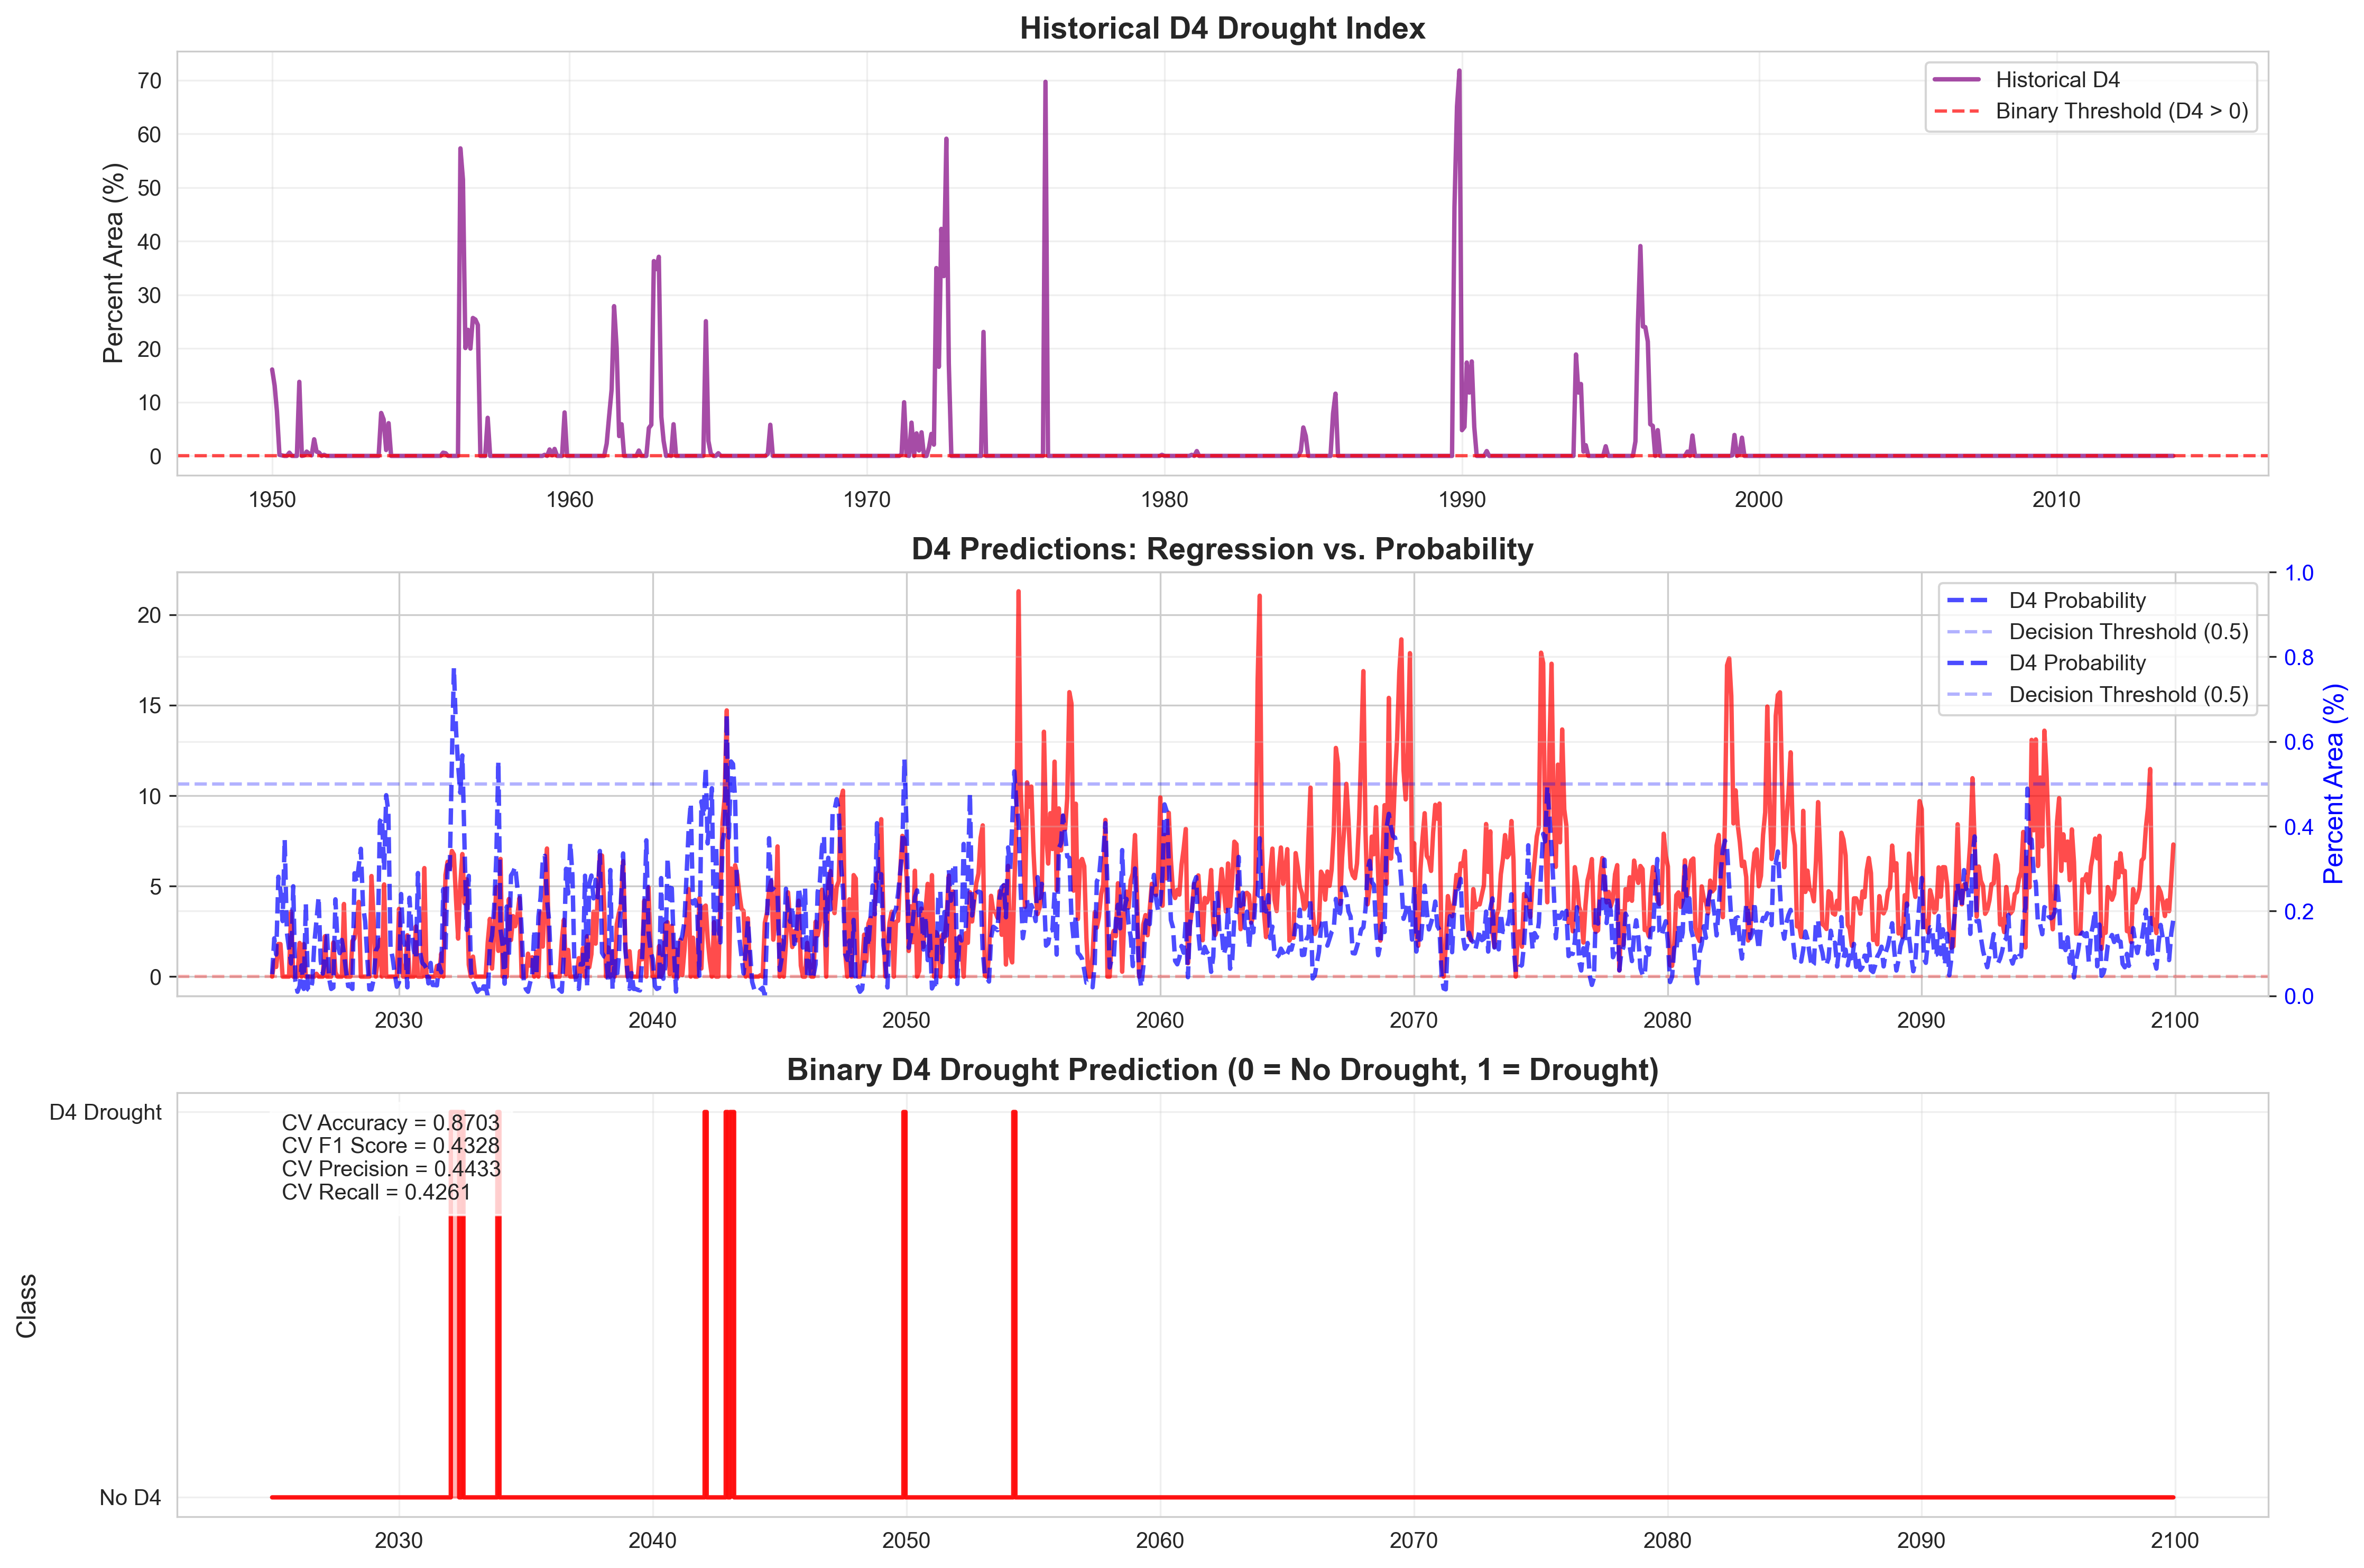 Historical D4 Drought Index
Percent Area (%)
70
60
50
40
30
20
10
0
Historical D4
Binary Threshold (D4 > 0)
1950 1960 1970 1980 1990 2000 2010
D4 Predictions: Regression vs. Probability
20
15
10
5
0
D4 Probability
Decision Threshold (0.5)
D4 Probability
Decision Threshold (0.5)
1.0
0.8
0.6
0.4
0.2
0.0
Percent Area (%)
2030 2040 2050 2060 2070 2080 2090 2100
Binary D4 Drought Prediction (0 = No Drought, 1 = Drought)
Class
D4 Drought
No D4
CV Accuracy = 0.8703
CV F1 Score = 0.4328
CV Precision = 0.4433
CV Recall = 0.4261
2030 2040 2050 2060 2070 2080 2090 2100